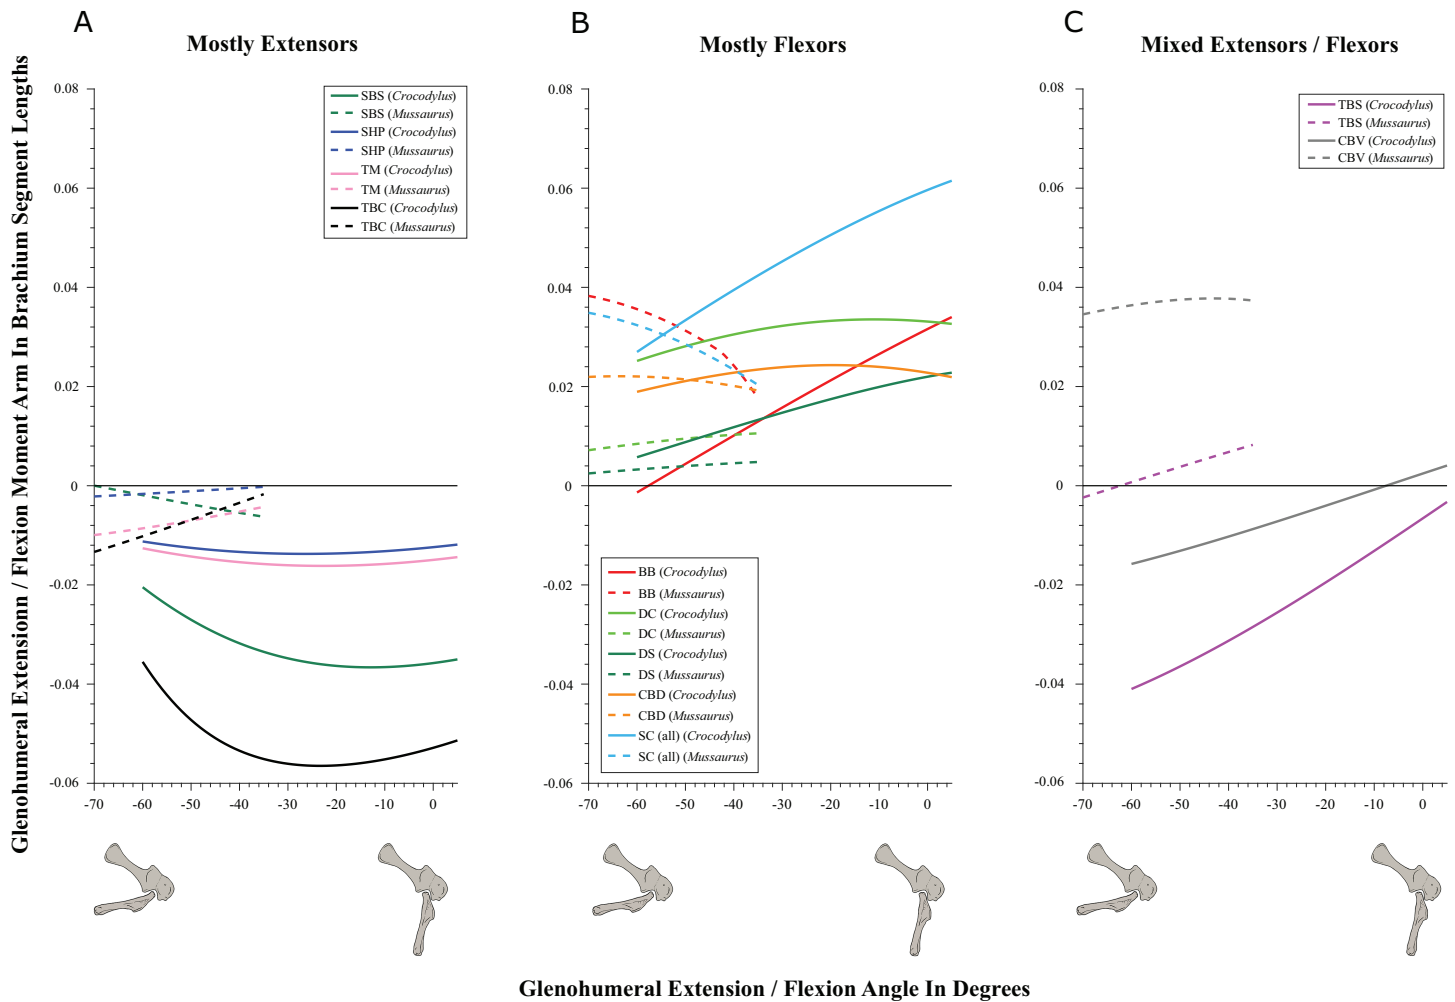 A
Mostly Extensors
B
Mostly Flexors
C
Mixed Extensors / Flexors
Glenohumeral Extensionn / Flexion Moment Arm In Brachium Segment Lengths
0.08
0.06
0.04
0.02
0
-0.02
-0.04
-0.06
-70 -60 -50 -40 -30 -20 -10 0
SBS (Crocodylus)
SBS (Mussaurus)
SHP (Crocodylus)
SHP (Mussaurus)
TM (Crocodylus)
TM (Mussaurus)
TBC (Crocodylus)
TBC (Mussaurus)
0.08
0.06
0.04
0.02
0
-0.02
-0.04
-0.06
-70 -60 -50 -40 -30 -20 -10 0
BB (Crocodylus)
BB (Mussaurus)
DC (Crocodylus)
DC (Mussaurus)
DS (Crocodylus)
DS (Mussaurus)
CBD (Crocodylus)
CBD (Mussaurus)
SC (all) (Crocodylus)
SC (all) (Mussaurus)
0.08
0.06
0.04
0.02
0
-0.02
-0.04
-0.06
-70 -60 -50 -40 -30 -20 -10 0
TBS (Crocodylus)
TBS (Mussaurus)
CBV (Crocodylus)
CBV (Mussaurus)
Glenohumeral Extension / Flexion Angle In Degrees